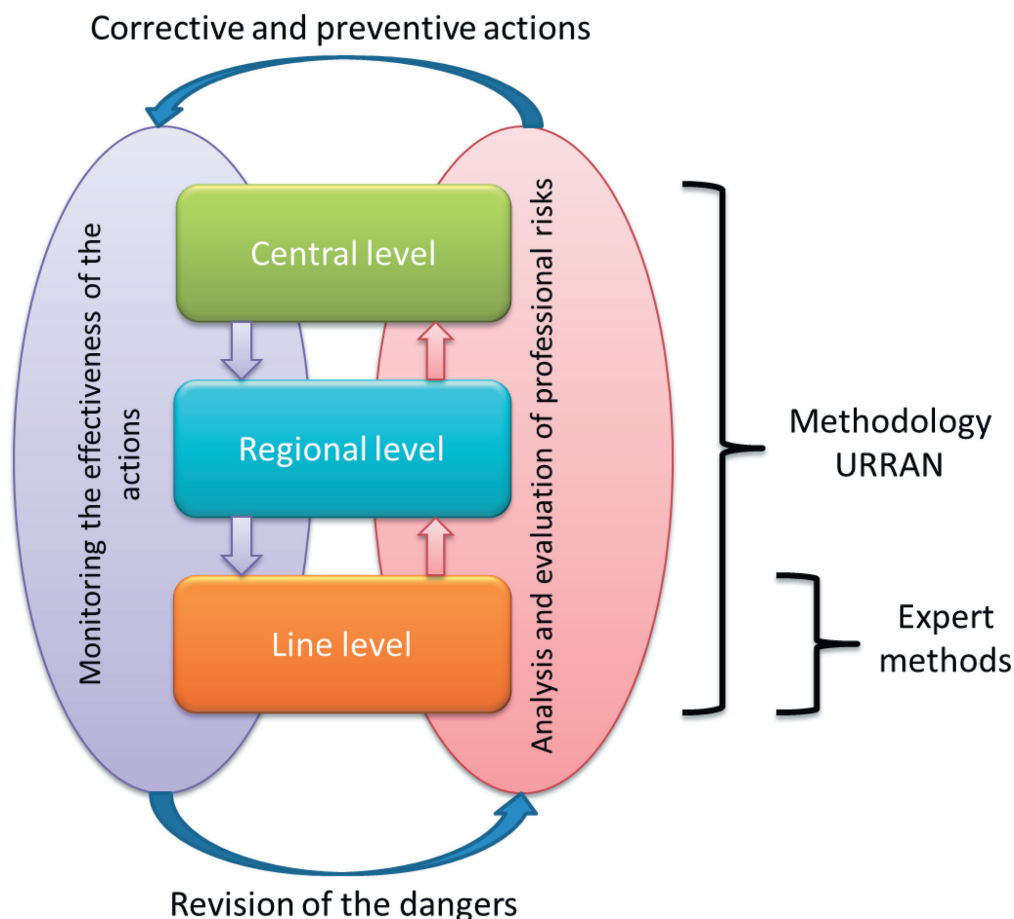 Corrective and preventive actions
Monitoring the effectiveness of the
actions
Central level
Regional level
Line level
Analysis and evaluation of professional risks
Methodology
URRAN
Expert
methods
Revision of the dangers